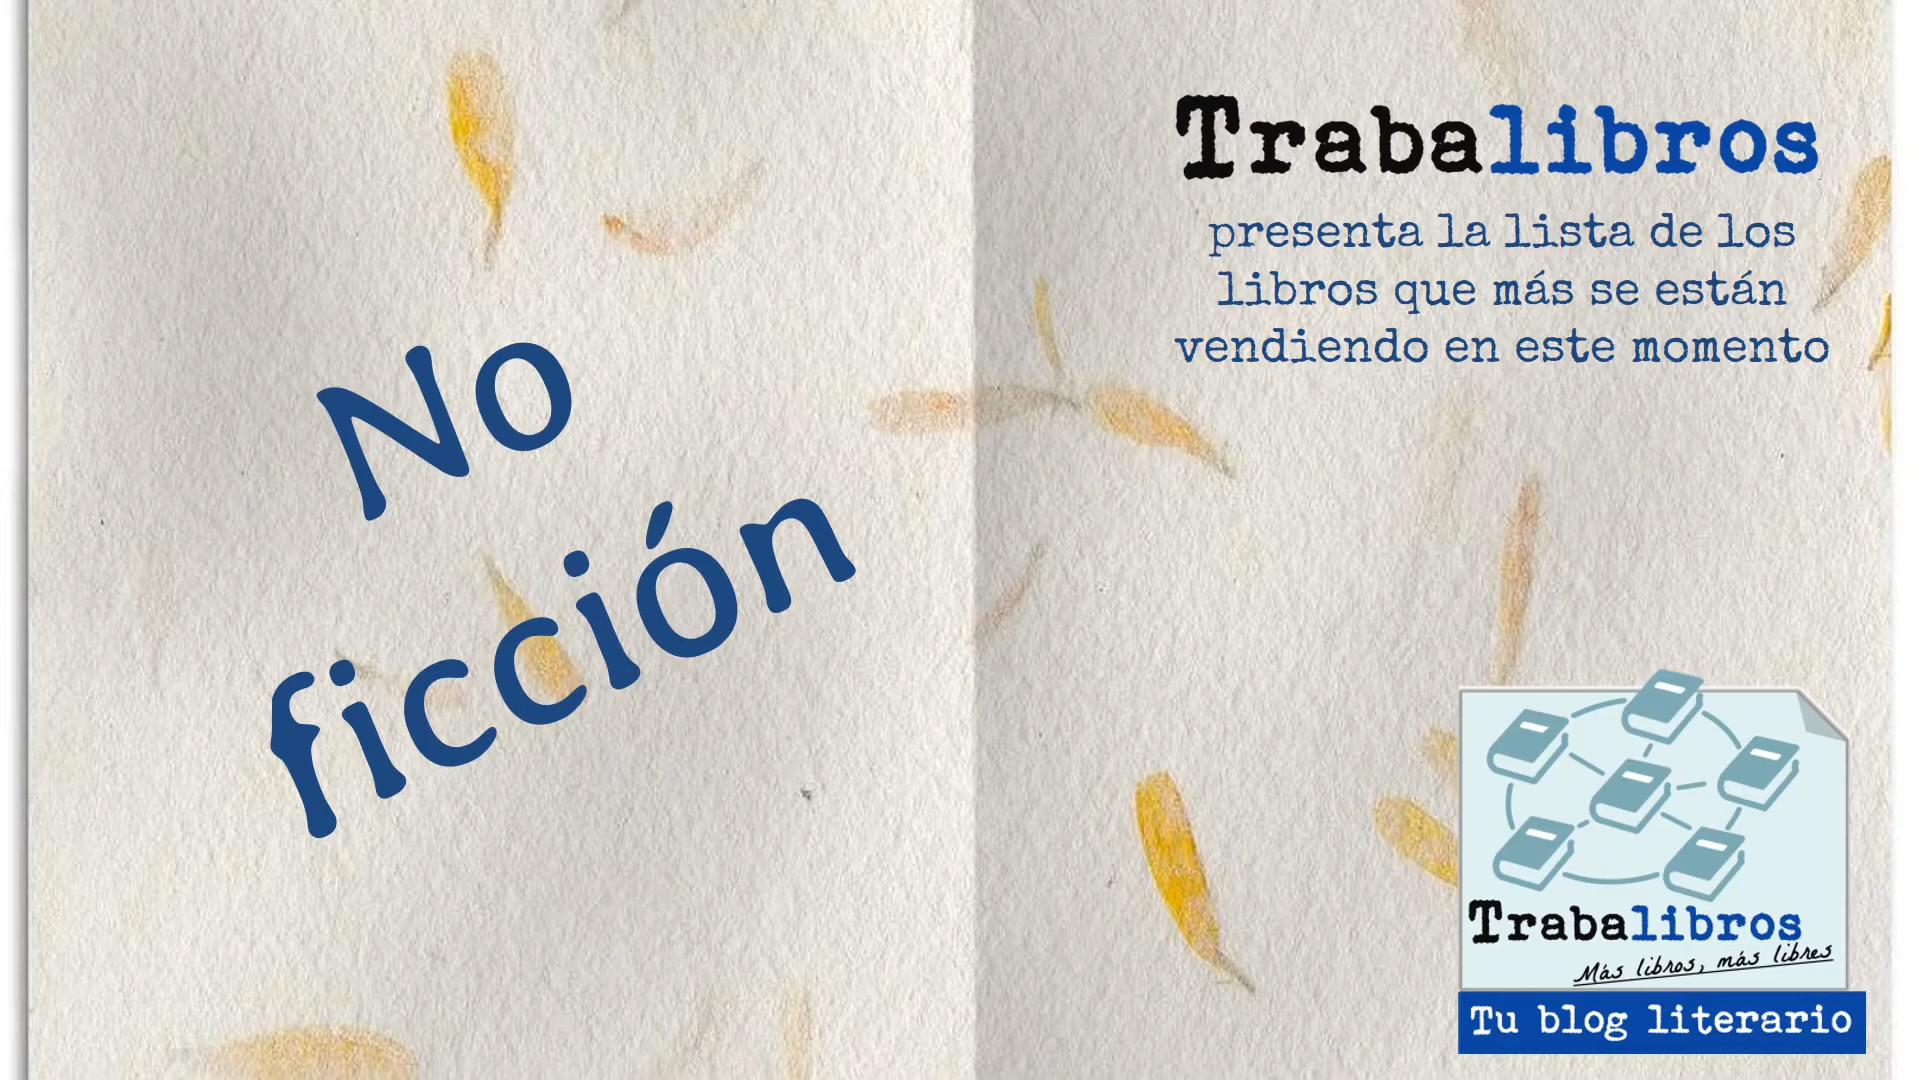 No
ficción
Trabalibros
presenta la lista de los
libros que más se están
vendiendo en este momento
Trabalibros
Más libros, más libres
Tu blog literario